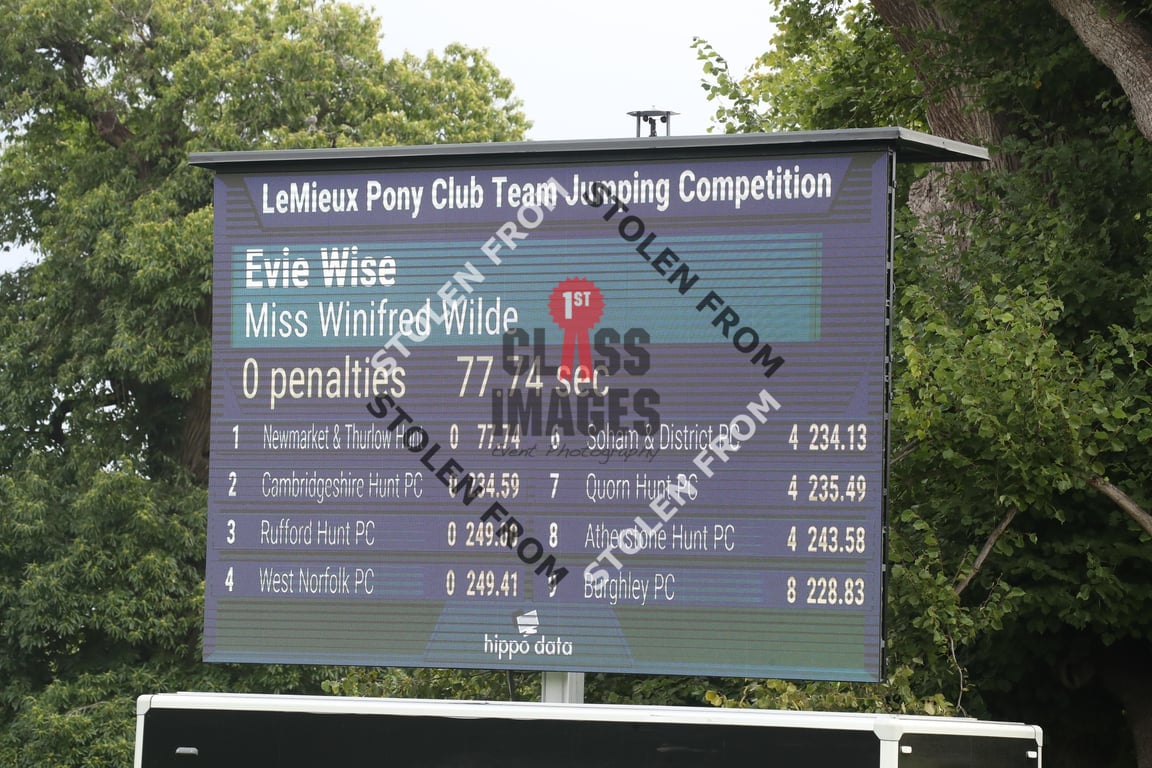 LeMieux Pony Club Team Jumping Competition
Evie Wise
Miss Winifred Wilde
0 penalties 77.74 sec
1 Newmarket & Thurlow Hunt 0 77.74
2 Cambridgeshire Hunt PC 0 234.59
3 Rufford Hunt PC 0
4 West Norfolk PC 0 249.41
6 Soham & District PC 4 234.13
7 Quorn Hunt PC 4 235.49
8 Atherstone Hunt PC 4 243.58
9 Burghley PC 8 228.83
hippo data
STOLEN FROM
STOLEN FROM
1ST
CLASS
IMAGES
Event Photography
STOLEN FROM
STOLEN FROM